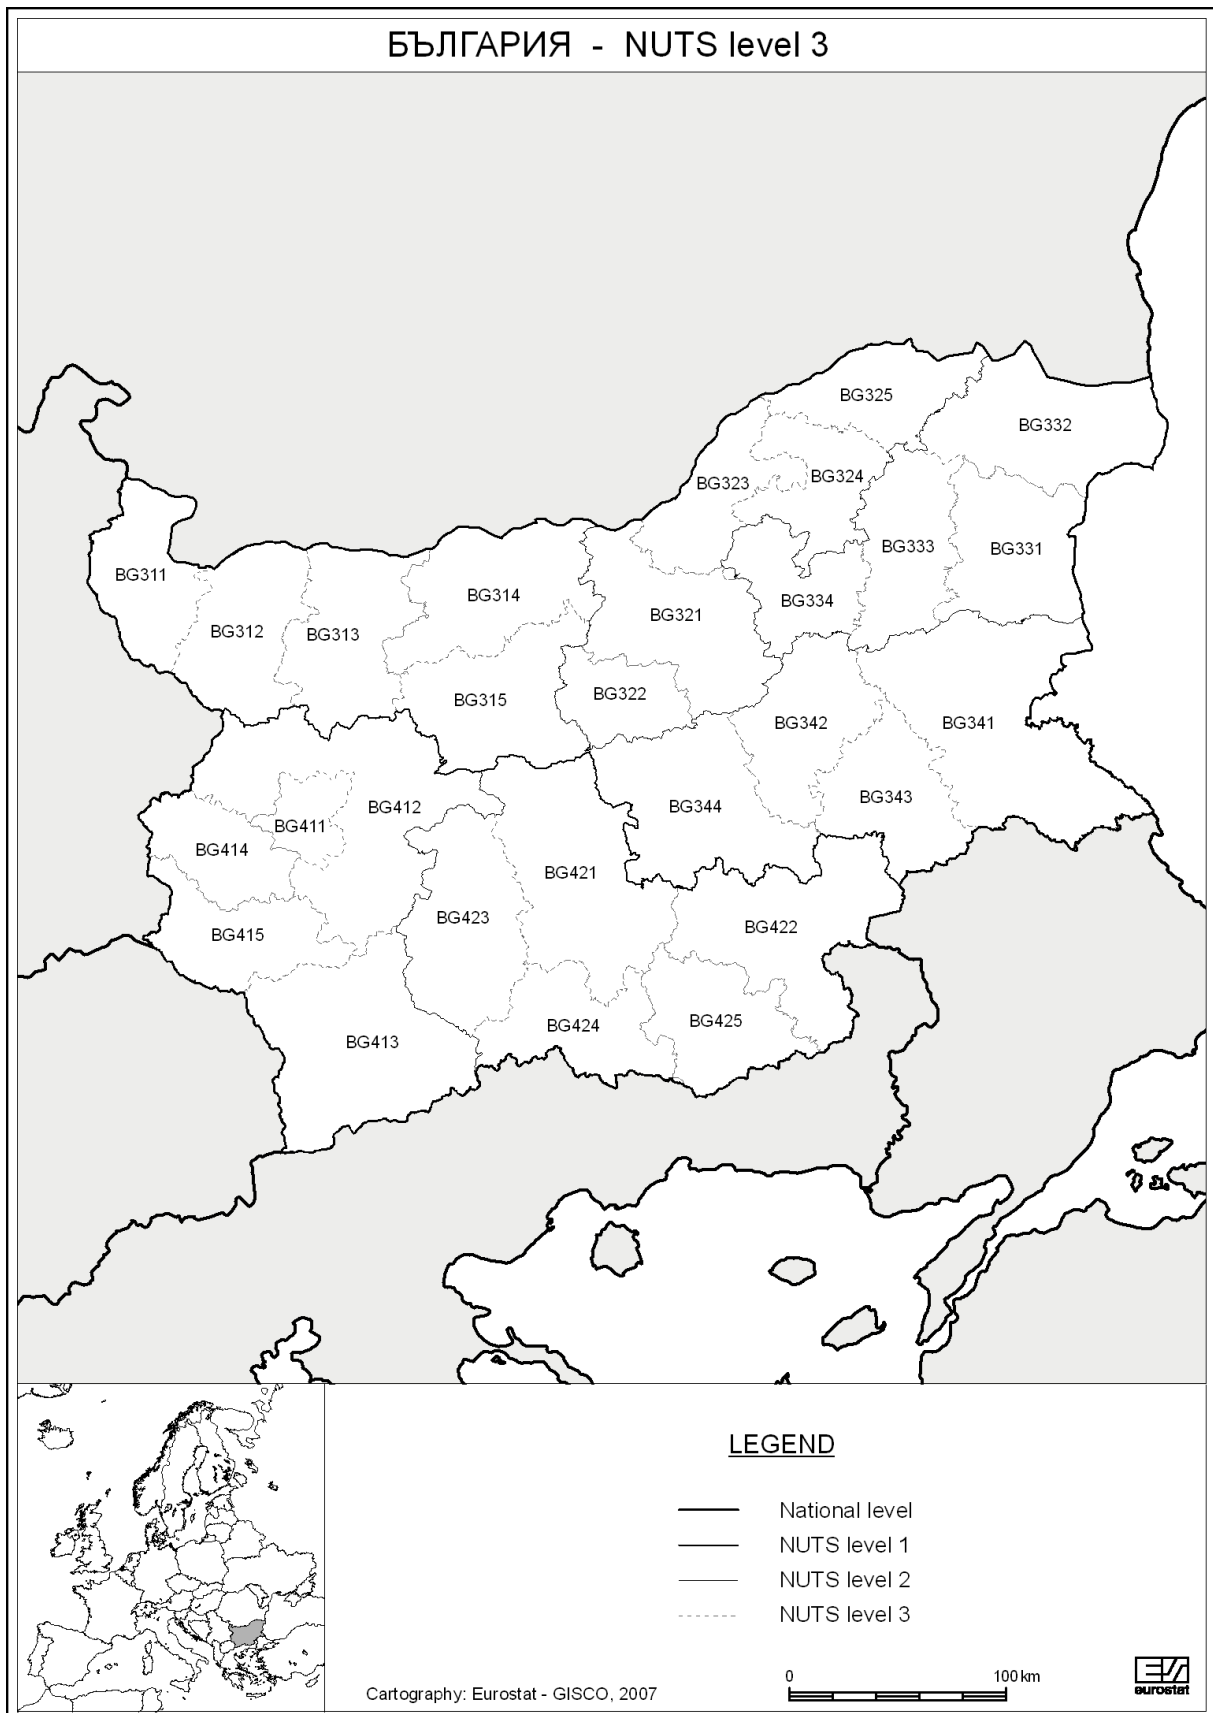 БЪЛГАРИЯ - NUTS level 3
BG325
BG332
BG324
BG323
BG333
BG331
BG311
BG314
BG334
BG321
BG312
BG313
BG322
BG315
BG342
BG341
BG343
BG344
BG412
BG411
BG414
BG421
BG423
BG422
BG415
BG425
BG424
BG413
LEGEND
National level
NUTS level 1
NUTS level 2
NUTS level 3
0 100 km
Cartography: Eurostat - GISCO, 2007
eurostat